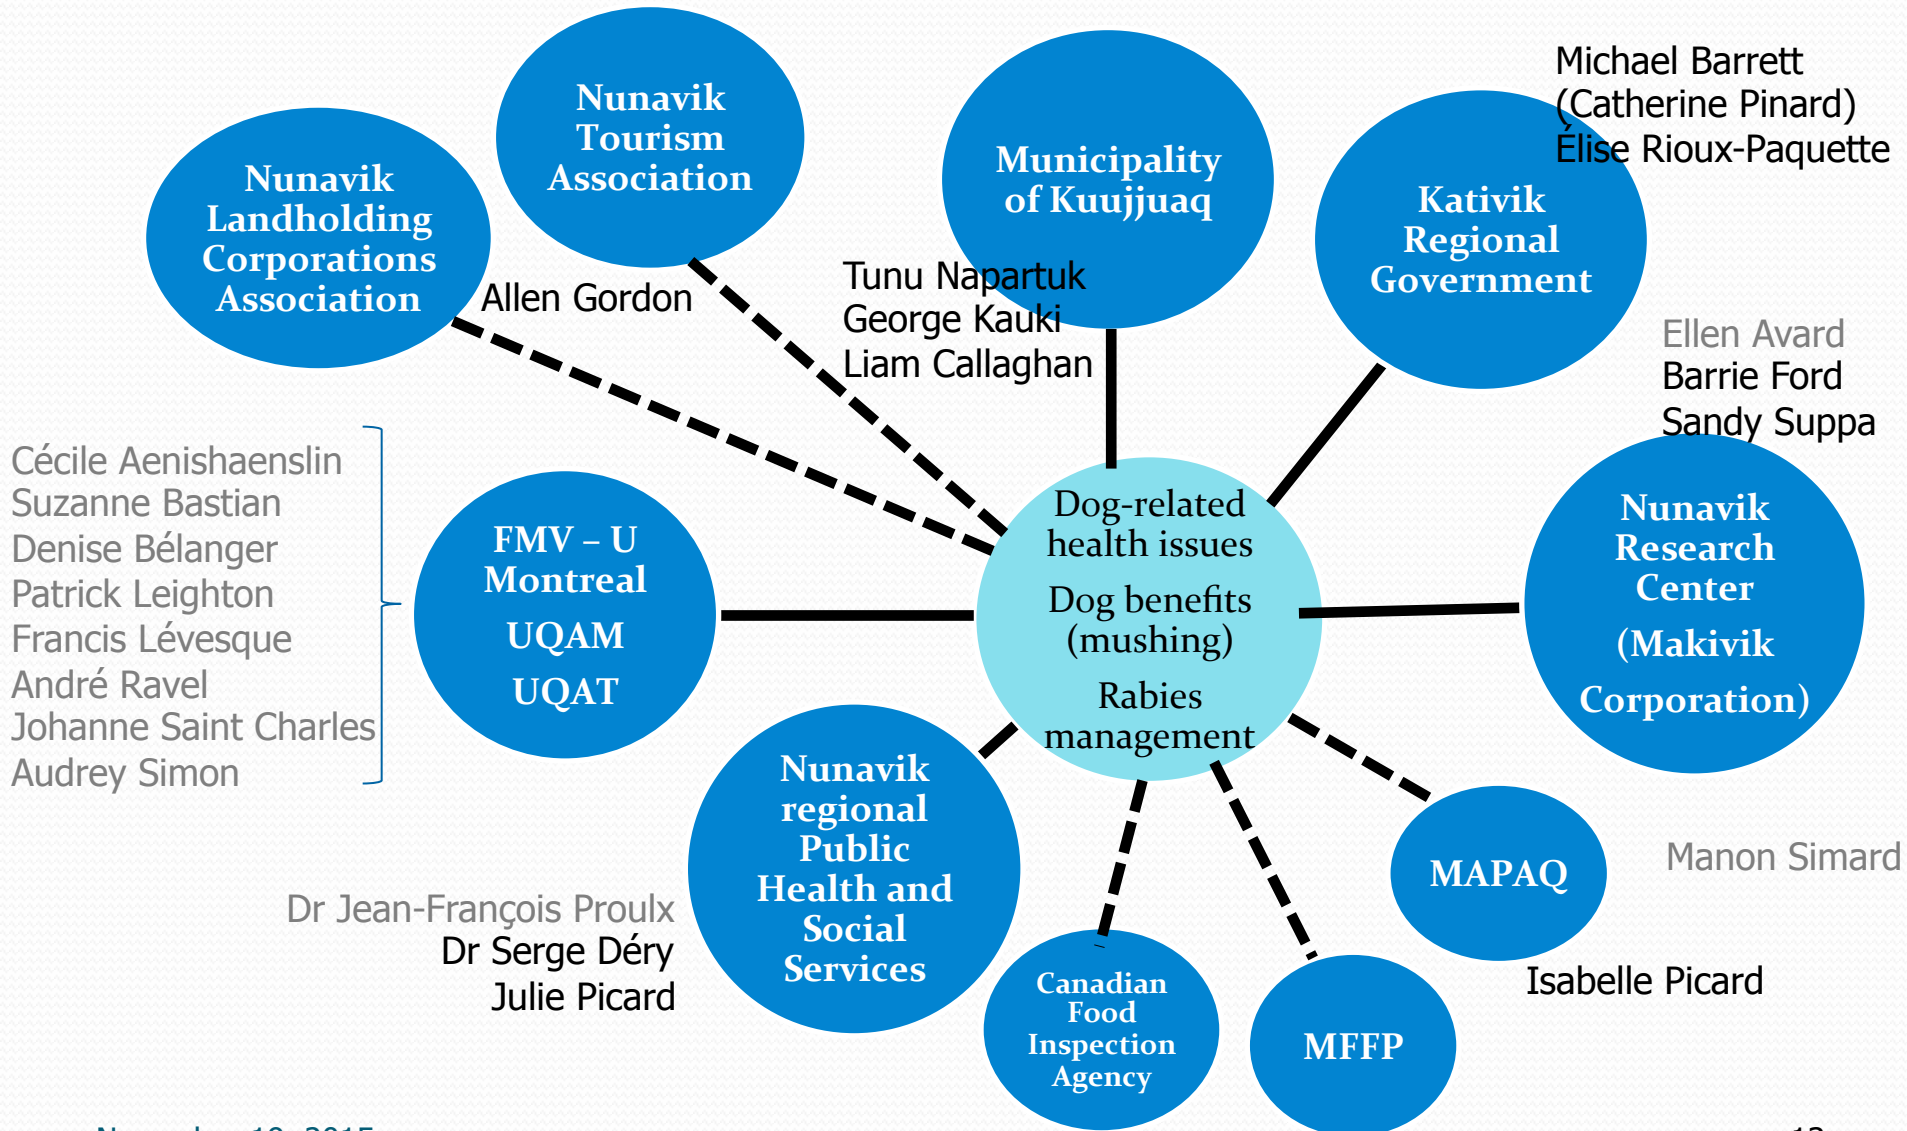 Michael Barrett
(Catherine Pinard)
Élise Rioux-Paquette
Nunavik
Tourism
Association
Municipality
of Kuujjuaq
Nunavik
Landholding
Corporations
Association
Kativik
Regional
Government
Allen Gordon
Tunu Napartuk
George Kauki
Liam Callaghan
Ellen Avard
Barrie Ford
Sandy Suppa
Cécile Aenishaenslin
Suzanne Bastian
Denise Bélanger
Patrick Leighton
Francis Lévesque
André Ravel
Johanne Saint Charles
Audrey Simon
FMV – U
Montreal
UQAM
UQAT
Dog-related
health issues
Dog benefits
(mushing)
Rabies
management
Nunavik
Research
Center
(Makivik
Corporation)
Nunavik
regional
Public
Health and
Social
Services
Dr Jean-François Proulx
Dr Serge Déry
Julie Picard
MAPAQ
Manon Simard
Isabelle Picard
Canadian
Food
Inspection
Agency
MFFP